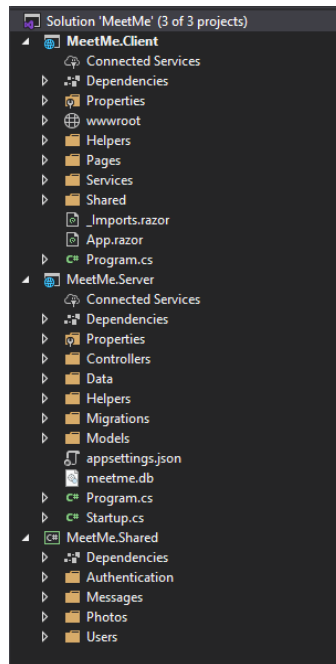 Solution 'MeetMe' (3 of 3 projects)
MeetMe.Client
Connected Services
Dependencies
Properties
wwwroot
Helpers
Pages
Services
Shared
_Imports.razor
App.razor
C# Program.cs
MeetMe.Server
Connected Services
Dependencies
Properties
Controllers
Data
Helpers
Migrations
Models
appsettings.json
meetme.db
C# Program.cs
C# Startup.cs
C# MeetMe.Shared
Dependencies
Authentication
Messages
Photos
Users